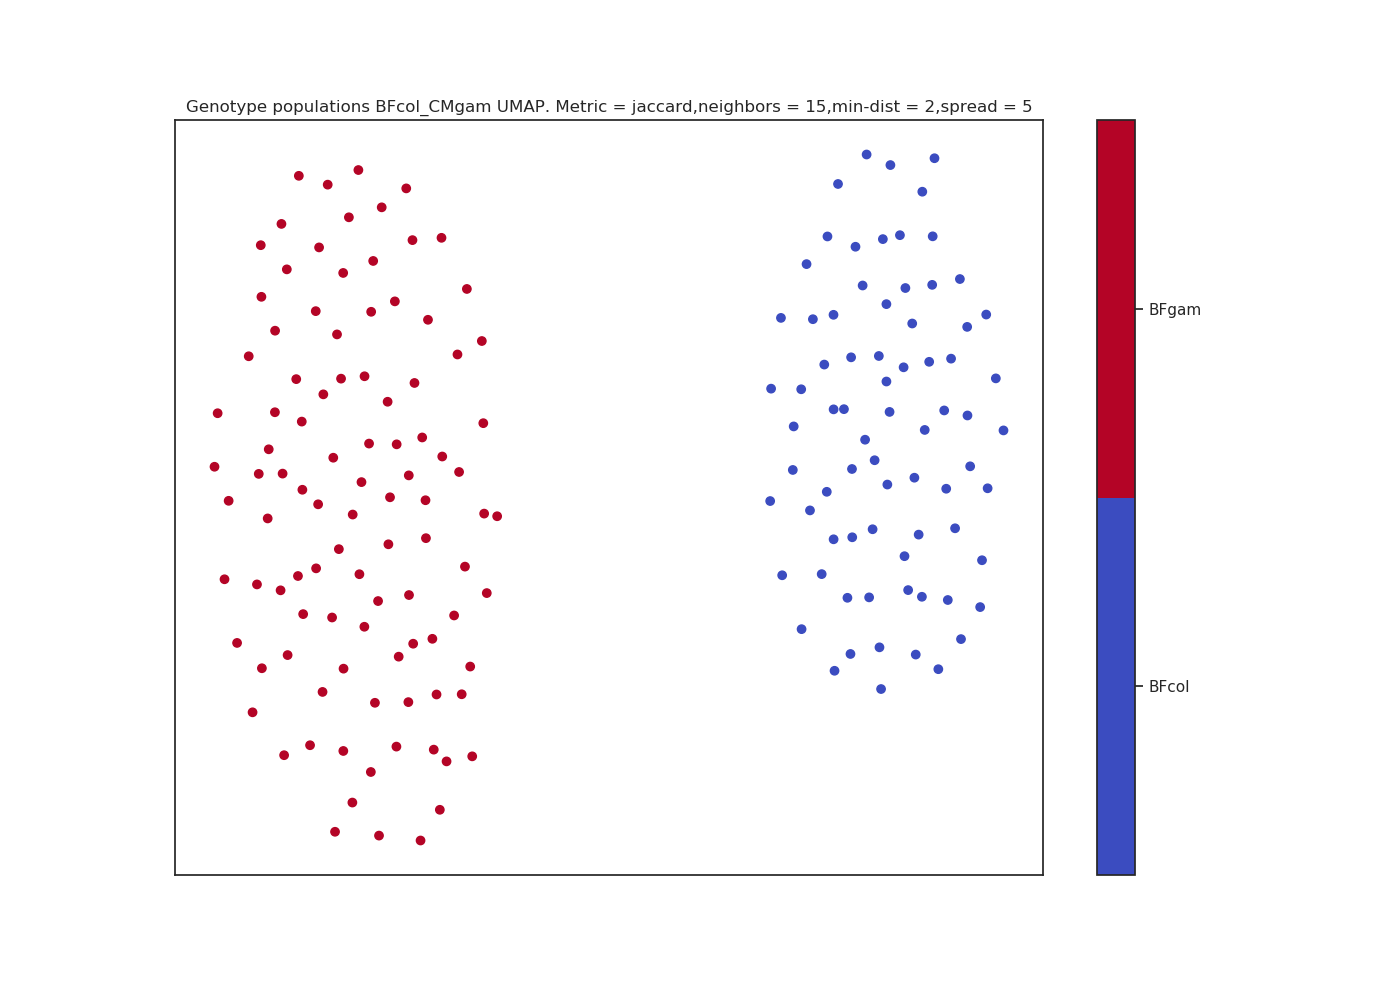 Genotype populations BFcol_CMgam UMAP. Metric = jaccard,neighbors = 15,min-dist = 2,spread = 5
BFgam
BFcol